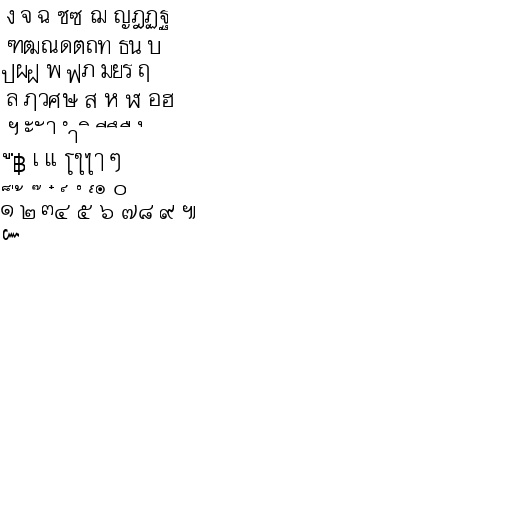 ง จ ฉ ชซ ฌ ญฎฏฐ
ฑฒณดตถท ธน บ
ปผฝ พ ฟภ มยร ฤ
ล ฦวศษ ส ห ฬ อฮ
ฯ ะ ั า ำ ิ ี ึ ื ุ
ู ฺ ฿ เ แ โใไๅ ๆ
็ ่ ้ ๊ ๋ ์ ํ ๎ ๏ ๐
๑ ๒ ๓๔ ๕ ๖ ๗๘ ๙ ๚
๛